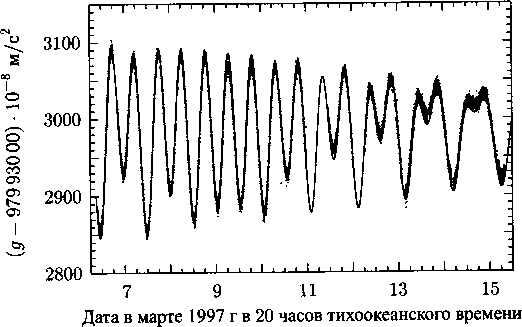 3100
3000
2900
2800
(g − 979 930 00) · 10⁻⁸ м/с²
7 9 11 13 15
Дата в марте 1997 г в 20 часов тихоокеанского времени